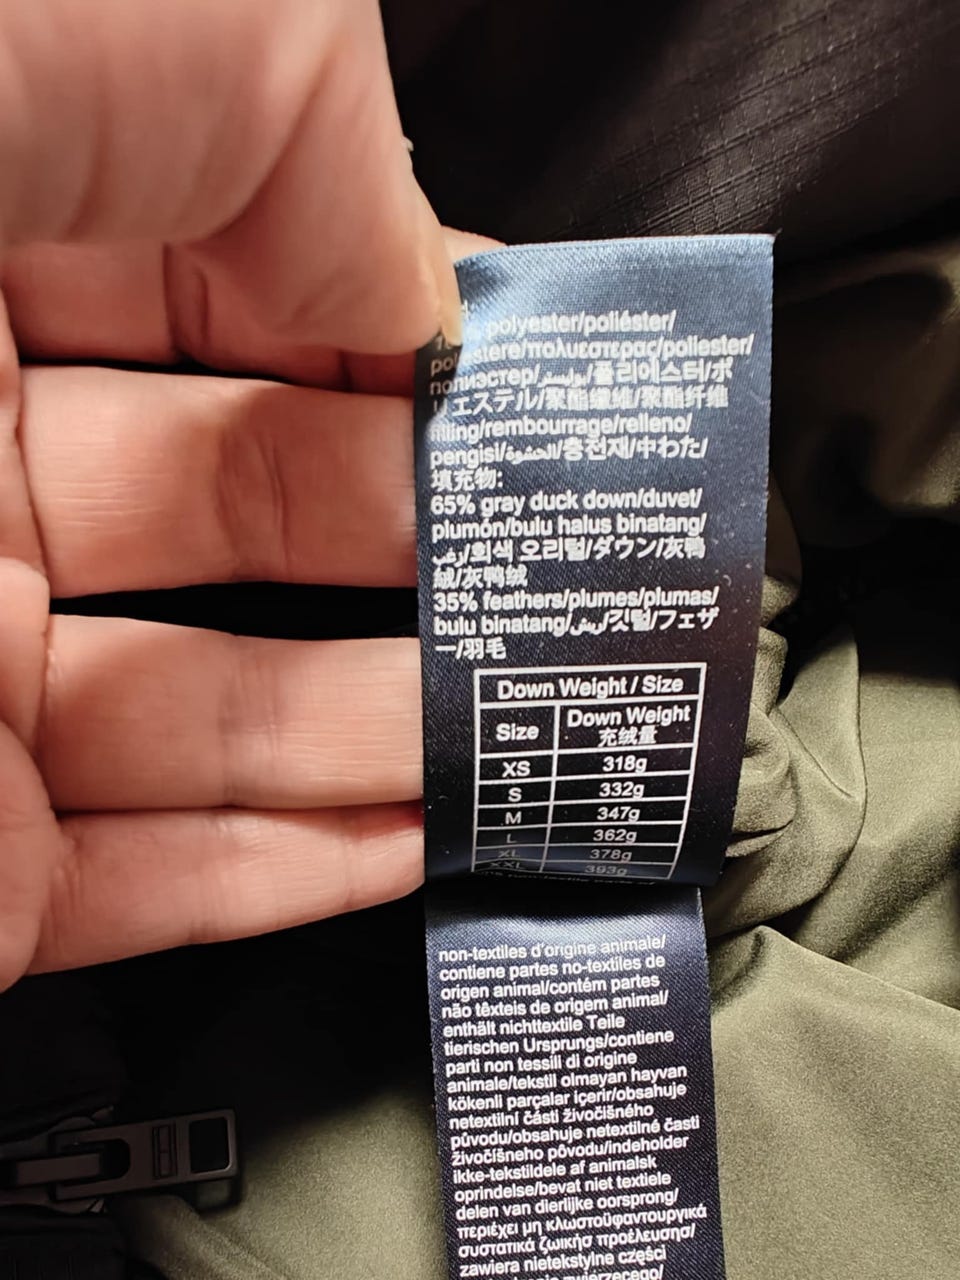 polyester/poliéster/
polyestere/πολυεστερας/poliester/
полиэстер/بوليستر/폴리에스터/ポ
リエステル/聚酯纖維/聚酯纤维
filling/rembourrage/relleno/
pengisi/الحشوة/충전재/中わた/
填充物:
65% gray duck down/duvet/
plumón/bulu halus binatang/
زغب/회색 오리털/ダウン/灰鴨
絨/灰鸭绒
35% feathers/plumes/plumas/
bulu binatang/ريش/깃털/フェザ
ー/羽毛
Down Weight / Size
Size Down Weight
充绒量
XS 318g
S 332g
M 347g
L 362g
XL 378g
XXL 393g
non-textile parts of
non-textiles d'origine animale/
contiene partes no-textiles de
origen animal/contém partes
não têxteis de origem animal/
enthält nichttextile Teile
tierischen Ursprungs/contiene
parti non tessili di origine
animale/tekstil olmayan hayvan
kökenli parçalar içerir/obsahuje
netextilní části živočišného
původu/obsahuje netextilné časti
živočíšneho pôvodu/indeholder
ikke-tekstildele af animalsk
oprindelse/bevat niet textiele
delen van dierlijke oorsprong/
περιέχει μη κλωστοϋφαντουργικά
συστατικά ζωικής προέλευσησ/
zawiera nietekstylne części
zwierzęcego/